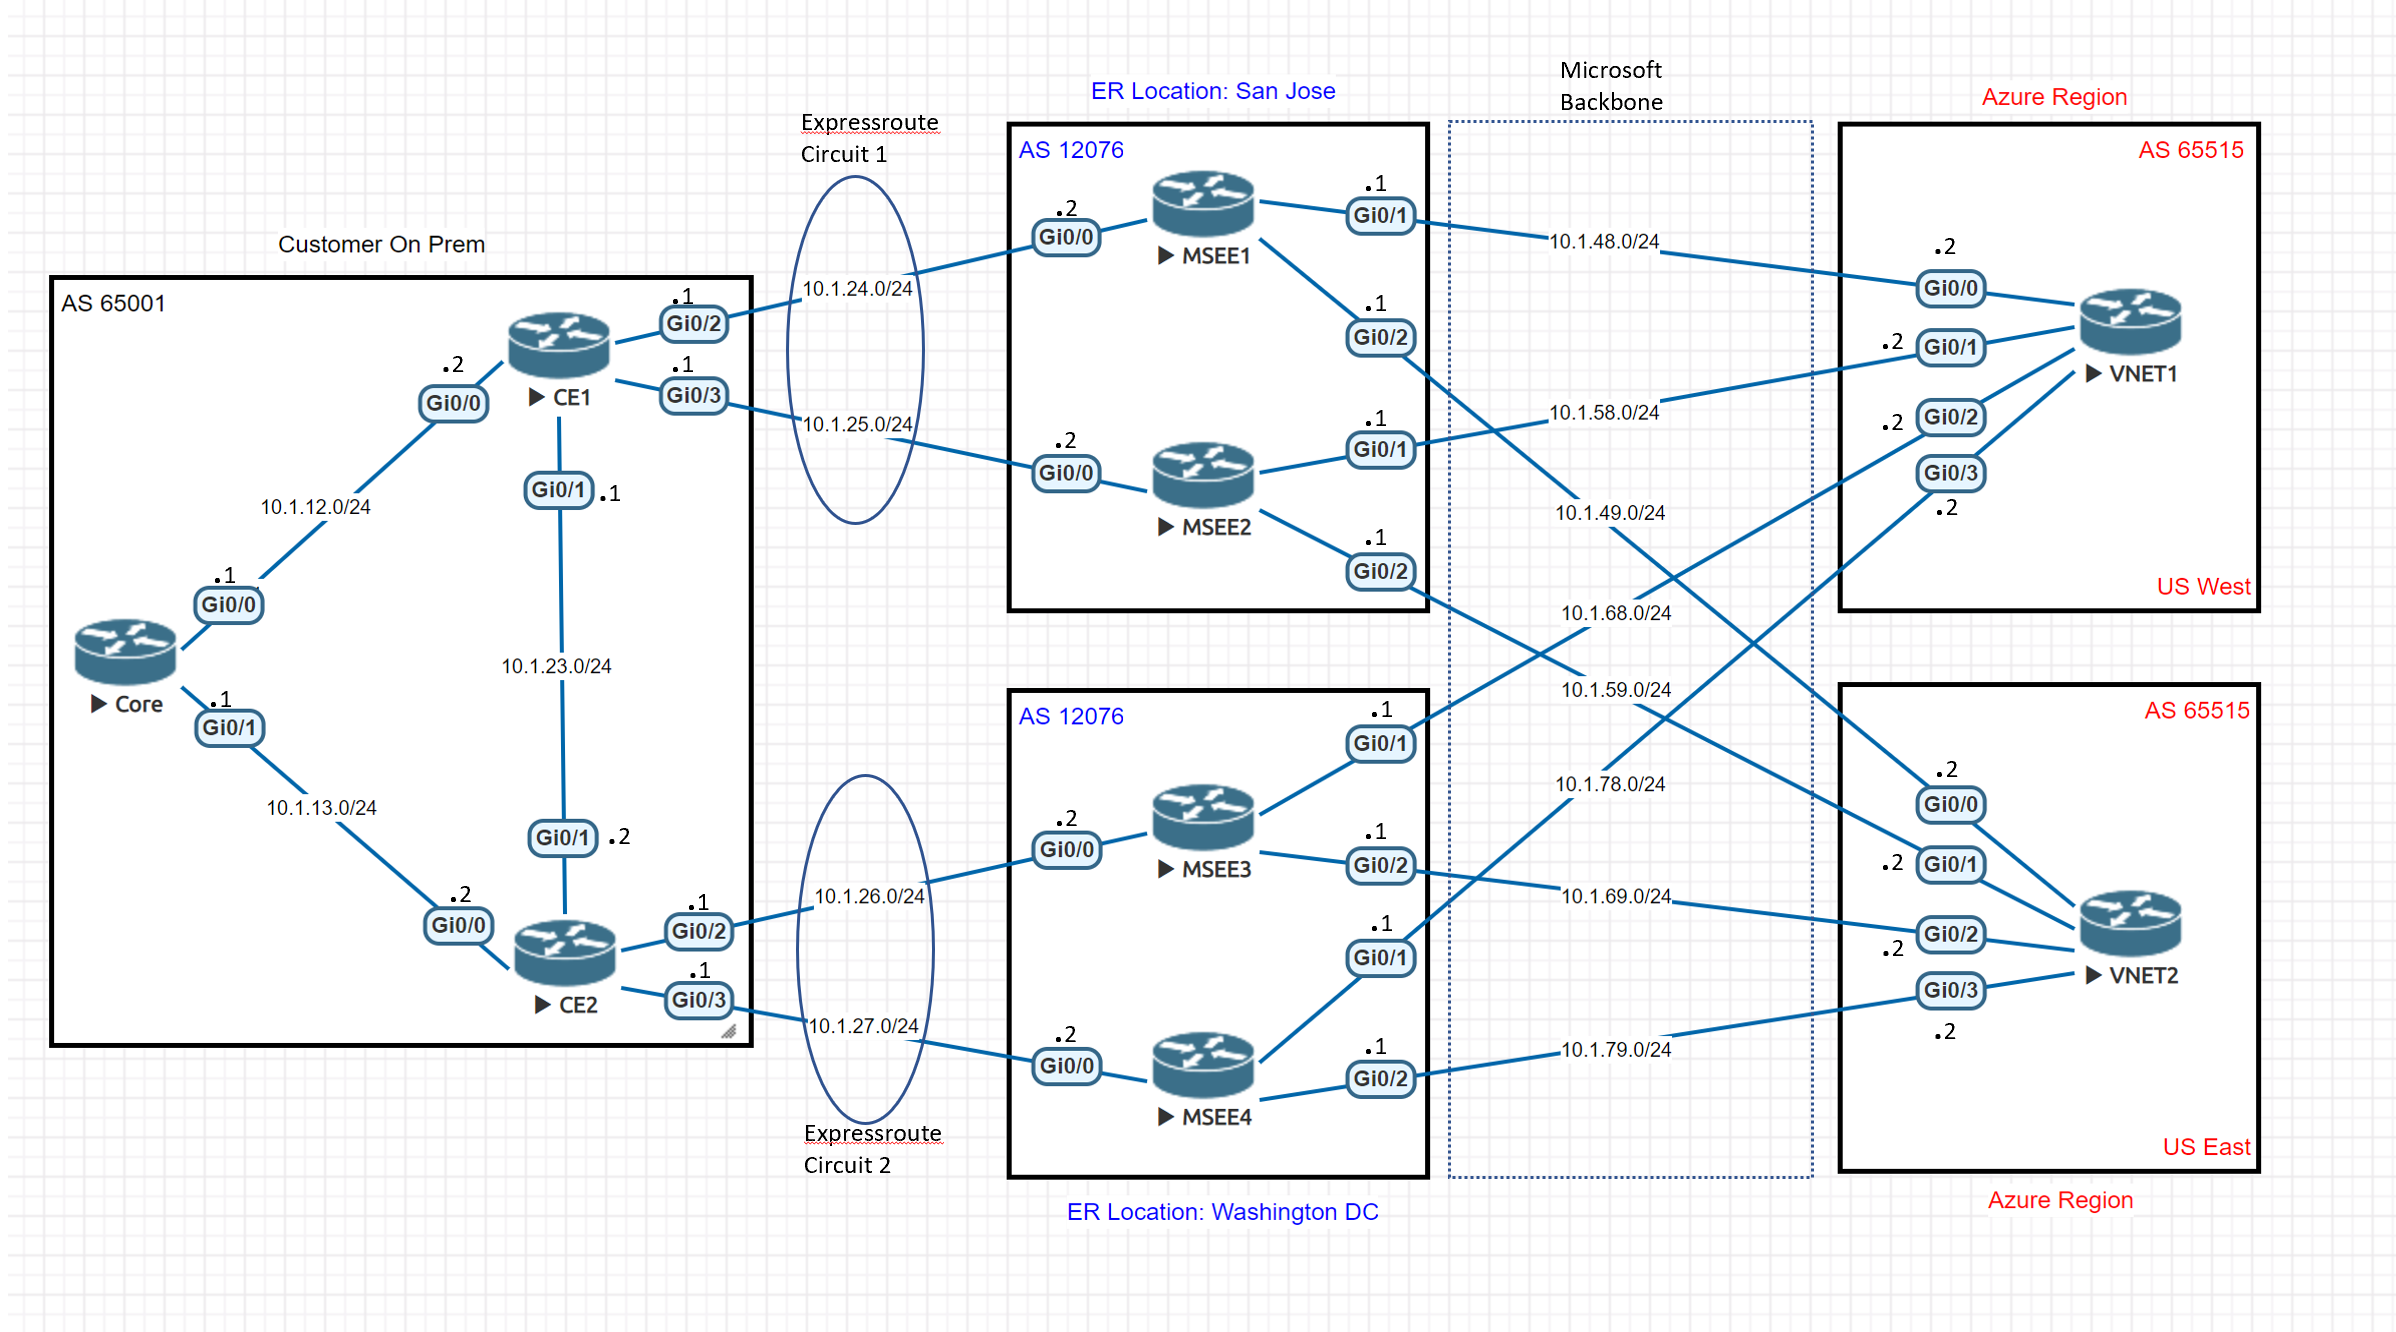 Microsoft
Backbone
ER Location: San Jose
Azure Region
Expressroute
Circuit 1
AS 12076
AS 65515
.1
.2
Gi0/1
Gi0/0
MSEE1
10.1.48.0/24
.2
Gi0/0
Customer On Prem
AS 65001
.1
Gi0/2
10.1.24.0/24
.1
Gi0/2
.2
Gi0/1
VNET1
.2
Gi0/0
CE1
.1
Gi0/3
10.1.25.0/24
.2
Gi0/0
MSEE2
.1
Gi0/1
10.1.58.0/24
.2
Gi0/2
Gi0/3
.2
Gi0/1
.1
10.1.12.0/24
10.1.49.0/24
.1
Gi0/2
US West
.1
Gi0/0
10.1.68.0/24
10.1.23.0/24
Core
.1
Gi0/1
10.1.59.0/24
AS 12076
AS 65515
.1
Gi0/1
10.1.78.0/24
.2
Gi0/0
10.1.13.0/24
Gi0/1
.2
.2
Gi0/0
MSEE3
.1
Gi0/2
.2
Gi0/1
.2
Gi0/0
.1
Gi0/2
10.1.26.0/24
10.1.69.0/24
Gi0/2
.2
.1
Gi0/1
VNET2
CE2
.1
Gi0/3
10.1.27.0/24
.2
Gi0/0
MSEE4
.1
Gi0/2
10.1.79.0/24
Gi0/3
.2
Expressroute
Circuit 2
US East
ER Location: Washington DC
Azure Region